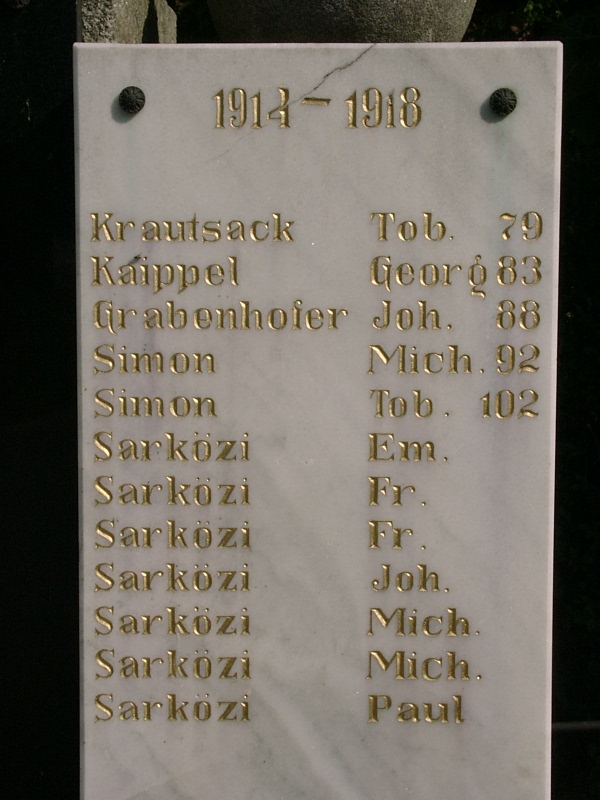 1914 - 1918
Krautsack Tob. 79
Kaippel Georg 83
Grabenhofer Joh. 88
Simon Mich. 92
Simon Tob. 102
Sarközi Em.
Sarközi Fr.
Sarközi Fr.
Sarközi Joh.
Sarközi Mich.
Sarközi Mich.
Sarközi Paul